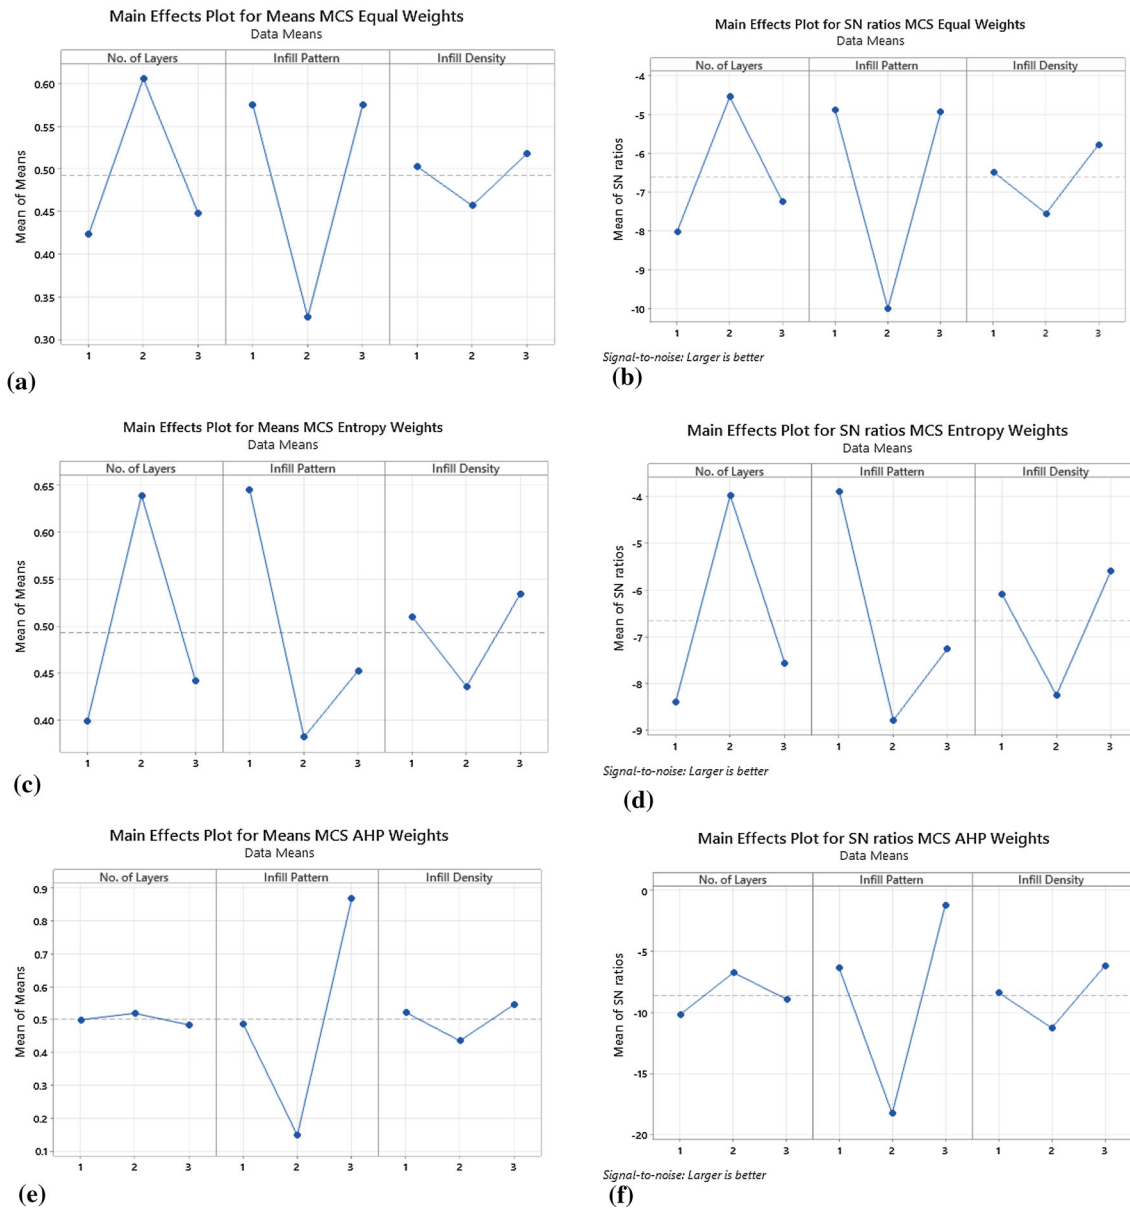 Main Effects Plot for Means MCS Equal Weights
Data Means
No. of Layers Infill Pattern Infill Density
0.60
0.55
0.50
0.45
0.40
0.35
0.30
Mean of Means
1 2 3 1 2 3 1 2 3
(a)
Main Effects Plot for SN ratios MCS Equal Weights
Data Means
No. of Layers Infill Pattern Infill Density
-4
-5
-6
-7
-8
-9
-10
Mean of SN ratios
1 2 3 1 2 3 1 2 3
Signal-to-noise: Larger is better
(b)
Main Effects Plot for Means MCS Entropy Weights
Data Means
No. of Layers Infill Pattern Infill Density
0.65
0.60
0.55
0.50
0.45
0.40
Mean of Means
1 2 3 1 2 3 1 2 3
(c)
Main Effects Plot for SN ratios MCS Entropy Weights
Data Means
No. of Layers Infill Pattern Infill Density
-4
-5
-6
-7
-8
-9
Mean of SN ratios
1 2 3 1 2 3 1 2 3
Signal-to-noise: Larger is better
(d)
Main Effects Plot for Means MCS AHP Weights
Data Means
No. of Layers Infill Pattern Infill Density
0.9
0.8
0.7
0.6
0.5
0.4
0.3
0.2
0.1
Mean of Means
1 2 3 1 2 3 1 2 3
(e)
Main Effects Plot for SN ratios MCS AHP Weights
Data Means
No. of Layers Infill Pattern Infill Density
0
-5
-10
-15
-20
Mean of SN ratios
1 2 3 1 2 3 1 2 3
Signal-to-noise: Larger is better
(f)